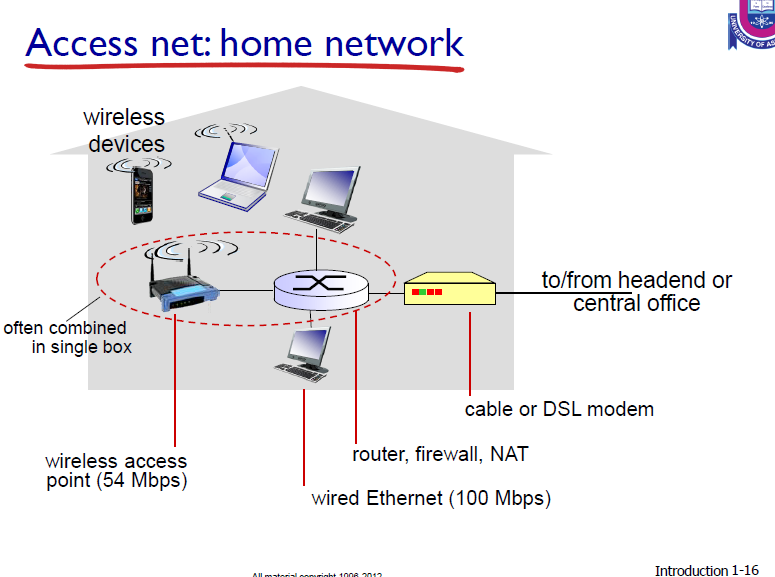 Access net: home network
UNIVERSITY OF AS
wireless
devices
to/from headend or
central office
often combined
in single box
cable or DSL modem
wireless access
point (54 Mbps)
router, firewall, NAT
wired Ethernet (100 Mbps)
All material copyright 1996-2012
Introduction 1-16